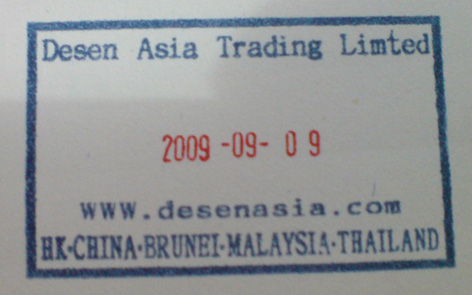 Desen Asia Trading Limted
2009 -09- 0 9
www.desenasia.com
HK·CHINA·BRUNEI·MALAYSIA·THAILAND